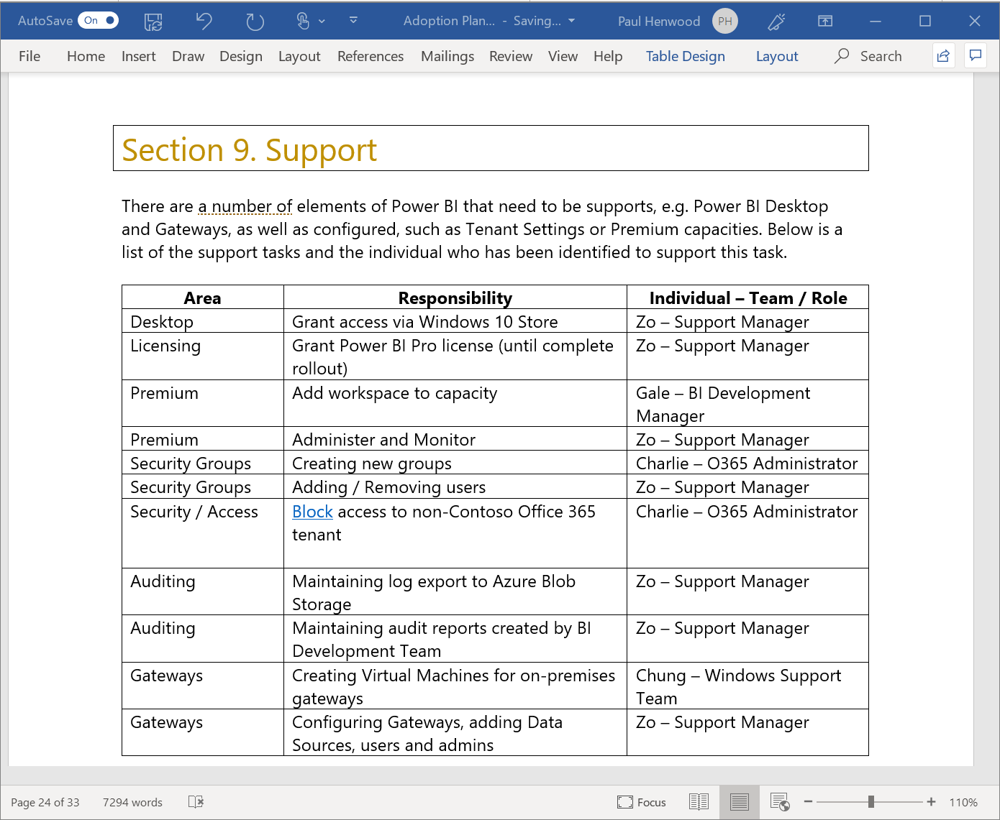 AutoSave On Adoption Plan... - Saving... Paul Henwood PH
File Home Insert Draw Design Layout References Mailings Review View Help Table Design Layout Search
Section 9. Support
There are a number of elements of Power BI that need to be supports, e.g. Power BI Desktop
and Gateways, as well as configured, such as Tenant Settings or Premium capacities. Below is a
list of the support tasks and the individual who has been identified to support this task.
Area Responsibility Individual – Team / Role
Desktop Grant access via Windows 10 Store Zo – Support Manager
Licensing Grant Power BI Pro license (until complete Zo – Support Manager
rollout)
Premium Add workspace to capacity Gale – BI Development
Manager
Premium Administer and Monitor Zo – Support Manager
Security Groups Creating new groups Charlie – O365 Administrator
Security Groups Adding / Removing users Zo – Support Manager
Security / Access Block access to non-Contoso Office 365 Charlie – O365 Administrator
tenant
Auditing Maintaining log export to Azure Blob Zo – Support Manager
Storage
Auditing Maintaining audit reports created by BI Zo – Support Manager
Development Team
Gateways Creating Virtual Machines for on-premises Chung – Windows Support
gateways Team
Gateways Configuring Gateways, adding Data Zo – Support Manager
Sources, users and admins
Page 24 of 33 7294 words Focus 110%